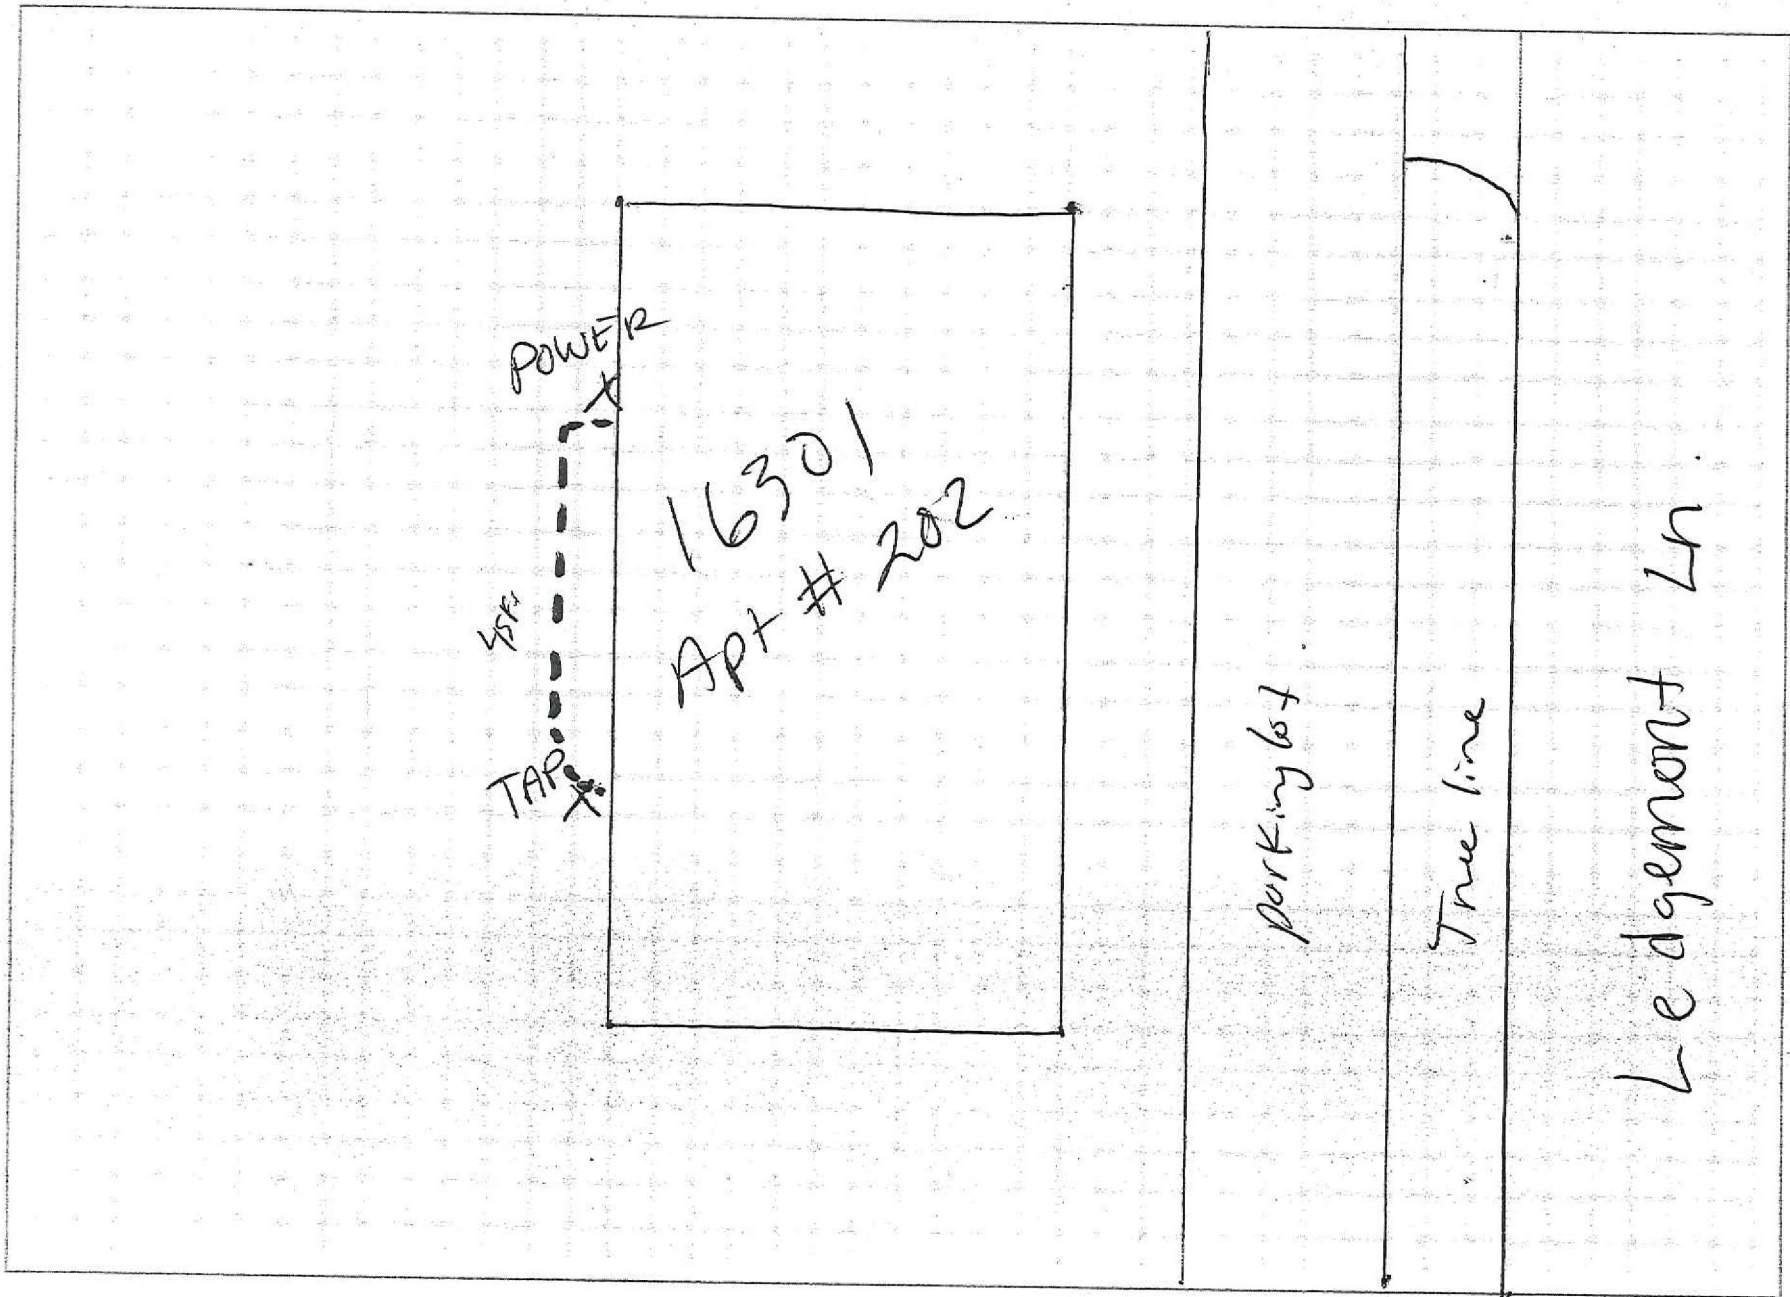 POWER
X
16301
Apt # 202
45ft
TAP
X
parking lot
Tree line
Ledgemont Ln.